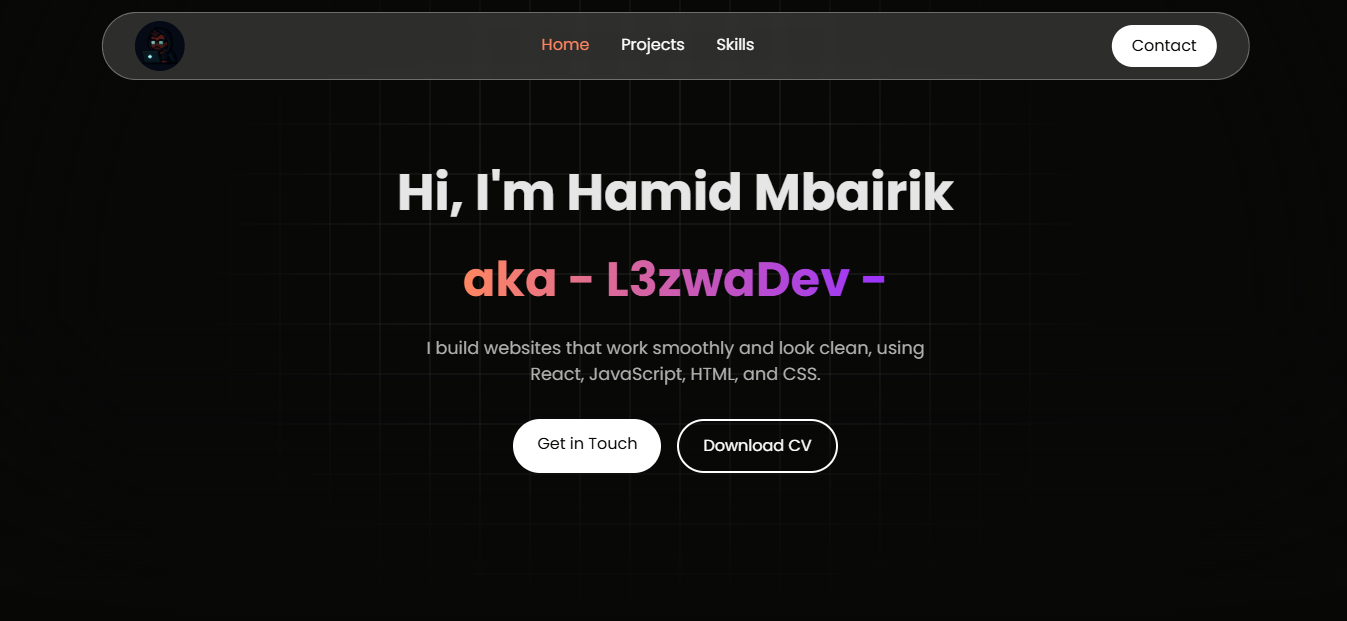 Home Projects Skills Contact
Hi, I'm Hamid Mbairik
aka - L3zwaDev -
I build websites that work smoothly and look clean, using
React, JavaScript, HTML, and CSS.
Get in Touch Download CV